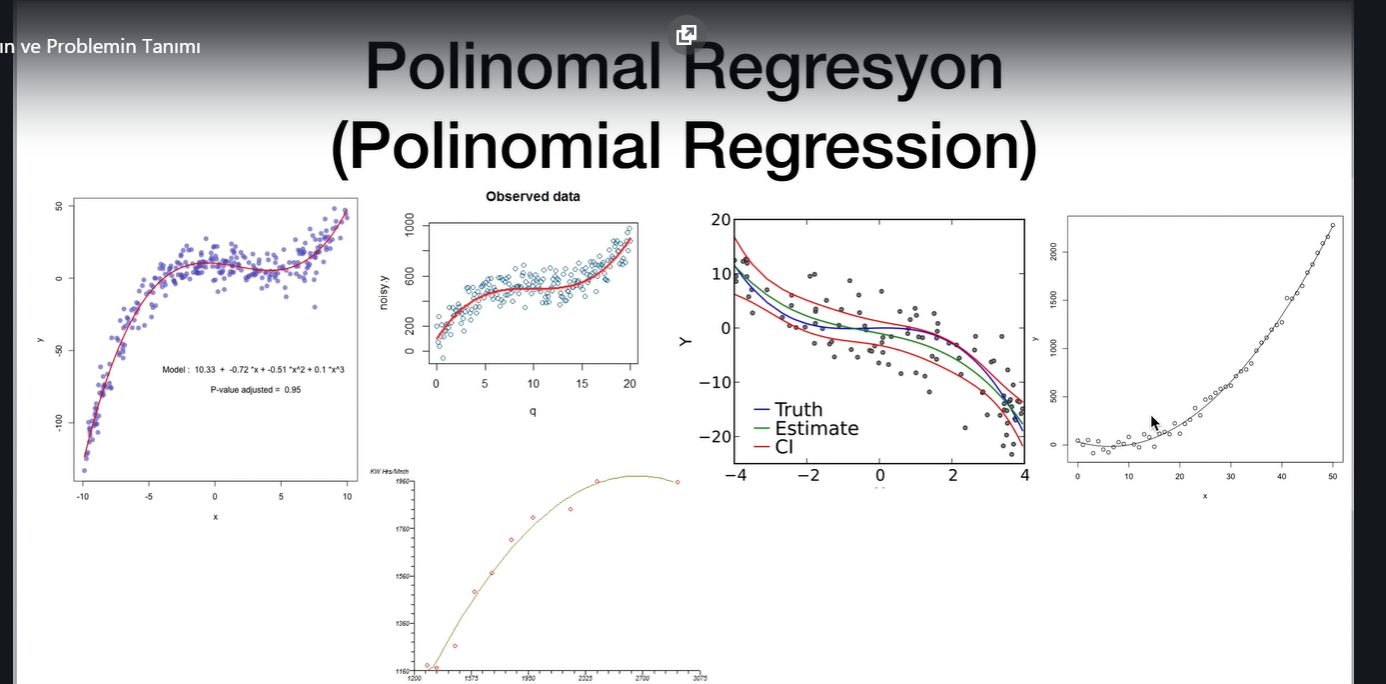 ın ve Problemin Tanımı
Polinomal Regresyon
(Polinomial Regression)
50
0
-50
-100
y
Model : 10.33 + -0.72 *x + -0.51 *x^2 + 0.1 *x^3
P-value adjusted = 0.95
-10 -5 0 5 10
x
Observed data
1000
600
200
0
noisy.y
0 5 10 15 20
q
20
10
0
−10
−20
Y
Truth
Estimate
CI
−4 −2 0 2 4
2000
1500
1000
500
0
y
0 10 20 30 40 50
x
KW Hrs/Mnth
1960
1760
1560
1360
1160
1200 1575 1950 2325 2700 3075